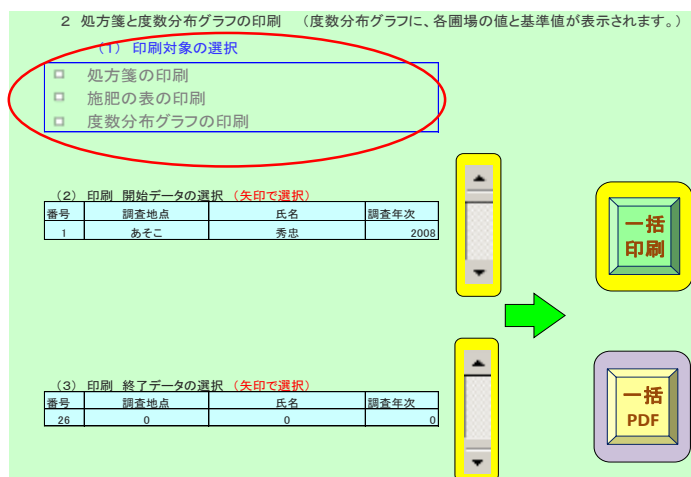 2 処方箋と度数分布グラフの印刷 （度数分布グラフに、各圃場の値と基準値が表示されます。）
（1） 印刷対象の選択
処方箋の印刷
施肥の表の印刷
度数分布グラフの印刷
（2） 印刷 開始データの選択 （矢印で選択）
番号 調査地点 氏名 調査年次
1 あそこ 秀忠 2008
一括
印刷
（3） 印刷 終了データの選択 （矢印で選択）
番号 調査地点 氏名 調査年次
26 0 0 0
一括
PDF